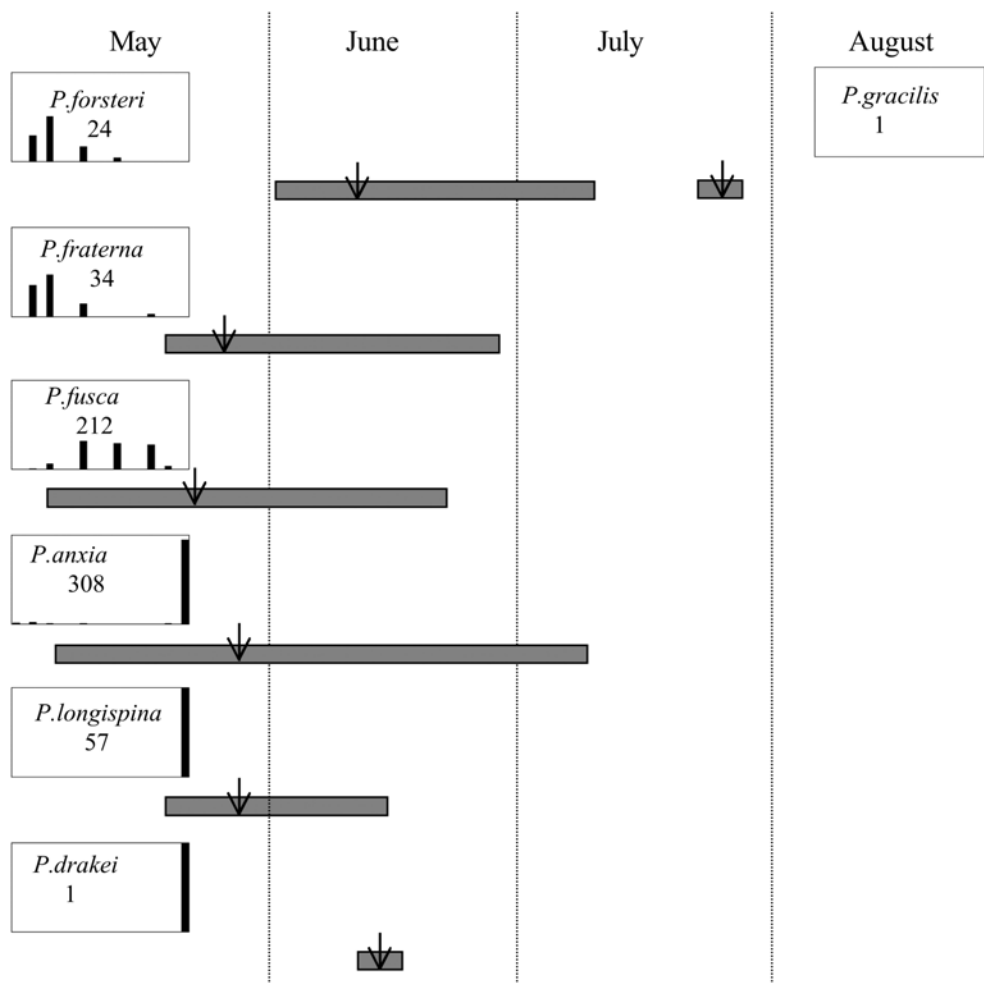 May June July August
P.forsteri
24
P.gracilis
1
P.fraterna
34
P.fusca
212
P.anxia
308
P.longispina
57
P.drakei
1